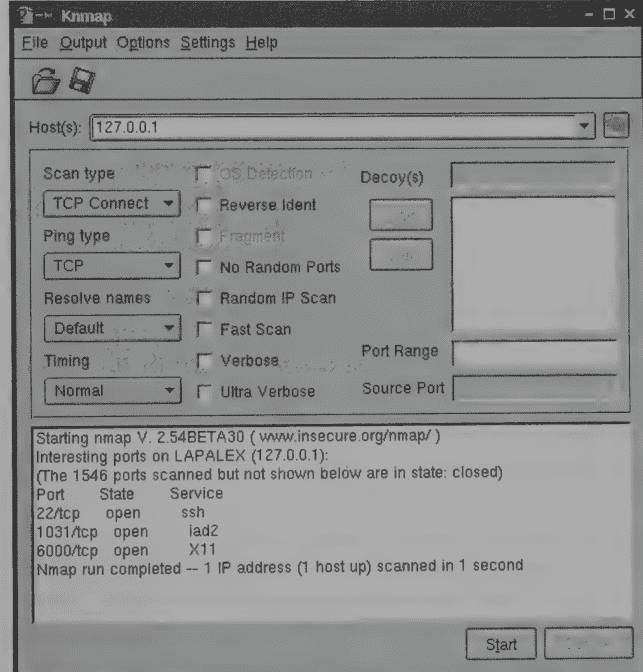 Knmap
File Output Options Settings Help
Host(s): 127.0.0.1
Scan type
OS Detection
Decoy(s)
TCP Connect
Reverse Ident
Ping type
Fragment
TCP
No Random Ports
Resolve names
Random IP Scan
Default
Fast Scan
Timing
Verbose
Port Range
Normal
Ultra Verbose
Source Port
Starting nmap V. 2.54BETA30 ( www.insecure.org/nmap/ )
Interesting ports on LAPALEX (127.0.0.1):
(The 1546 ports scanned but not shown below are in state: closed)
Port State Service
22/tcp open ssh
1031/tcp open iad2
6000/tcp open X11
Nmap run completed -- 1 IP address (1 host up) scanned in 1 second
Start